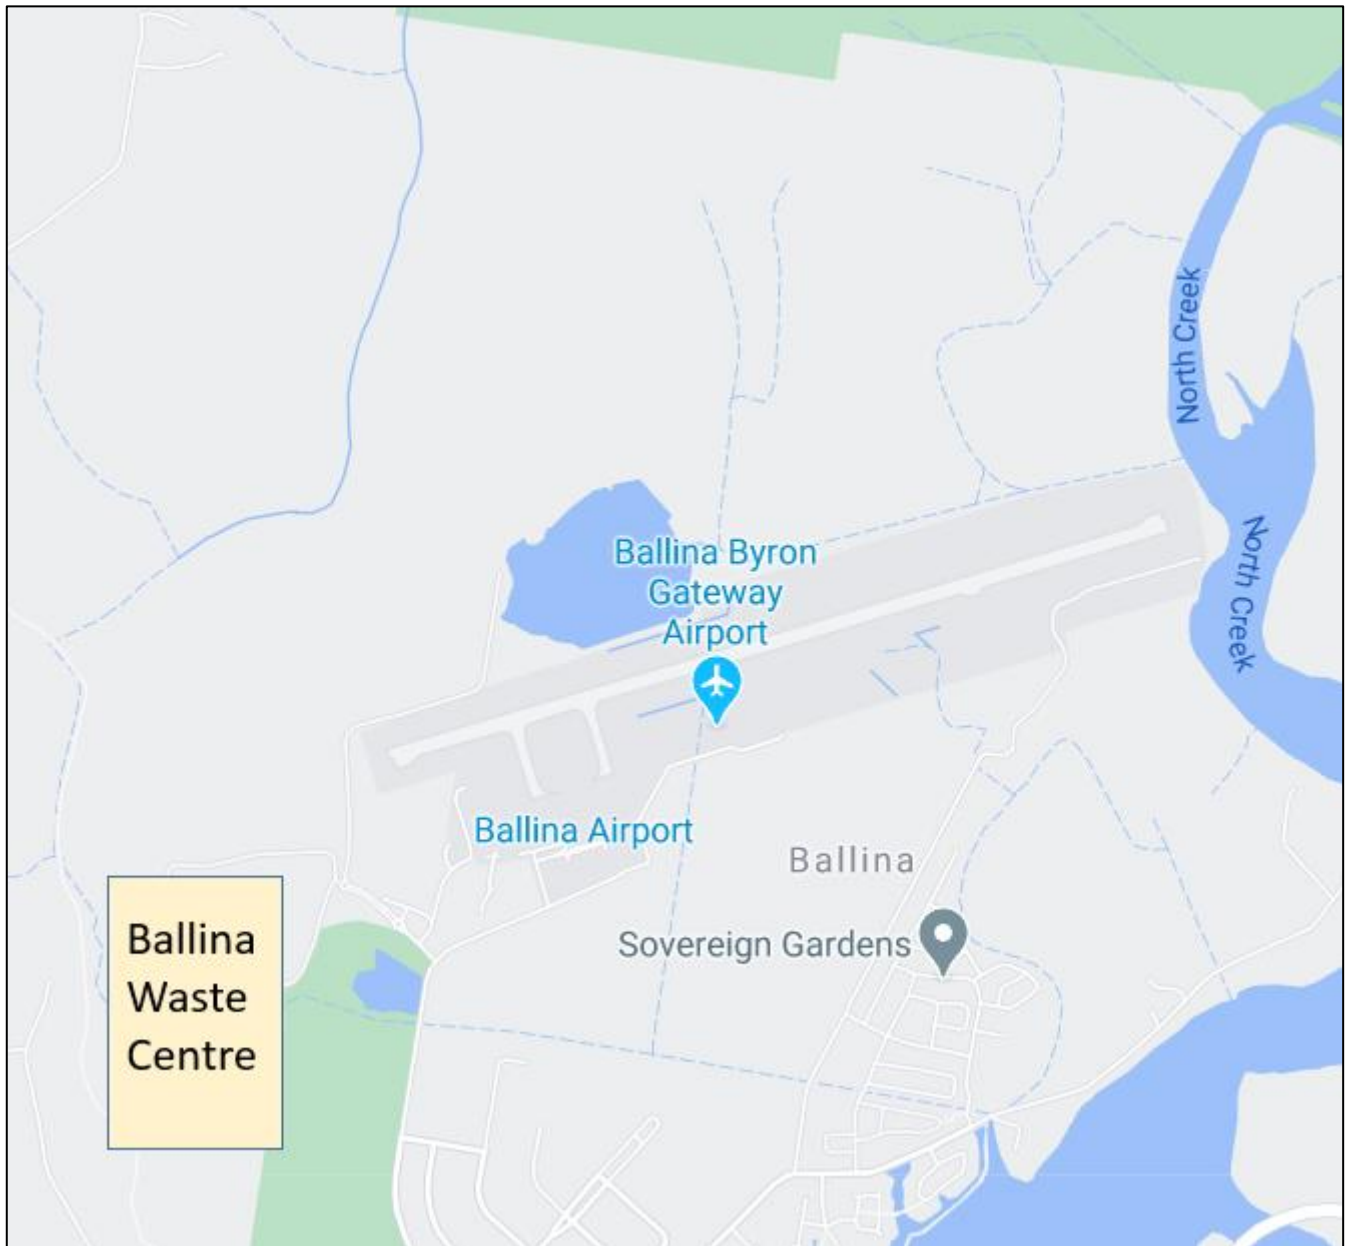 North Creek
Ballina Byron
Gateway
Airport
North Creek
Ballina Airport
Ballina
Sovereign Gardens
Ballina
Waste
Centre